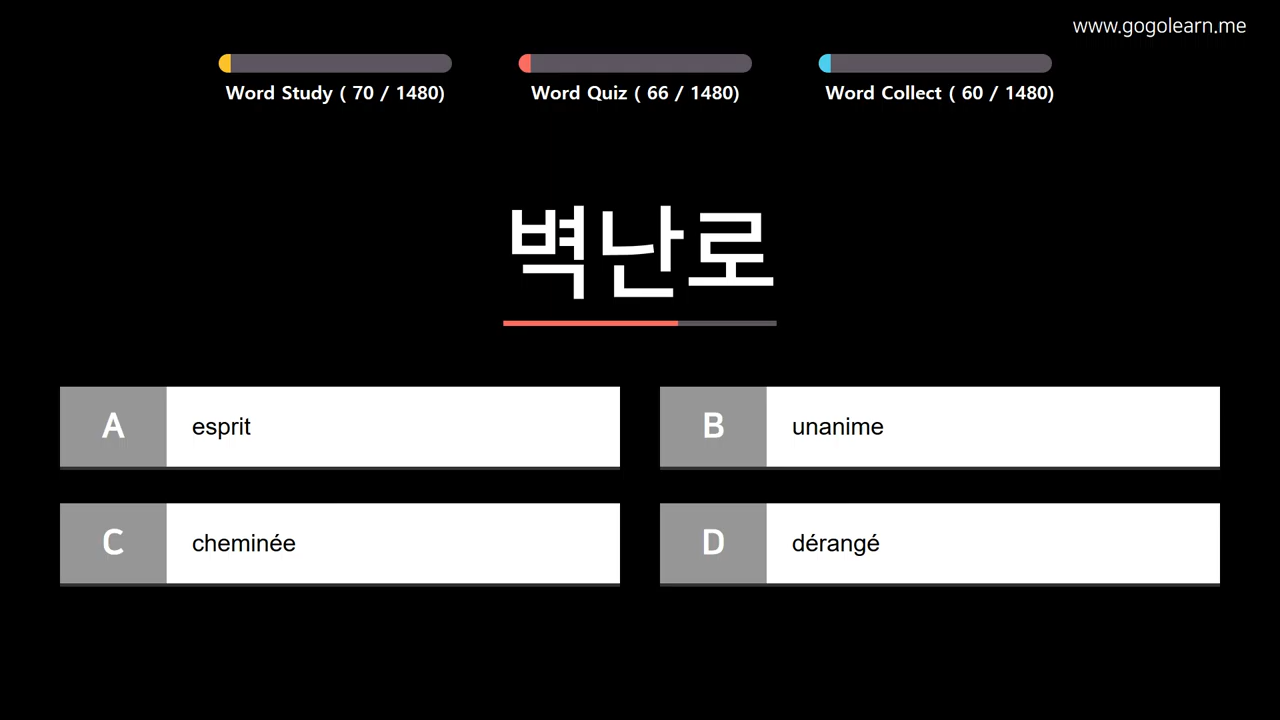 www.gogolearn.me
Word Study ( 70 / 1480)
Word Quiz ( 66 / 1480)
Word Collect ( 60 / 1480)
벽난로
A esprit
B unanime
C cheminée
D dérangé